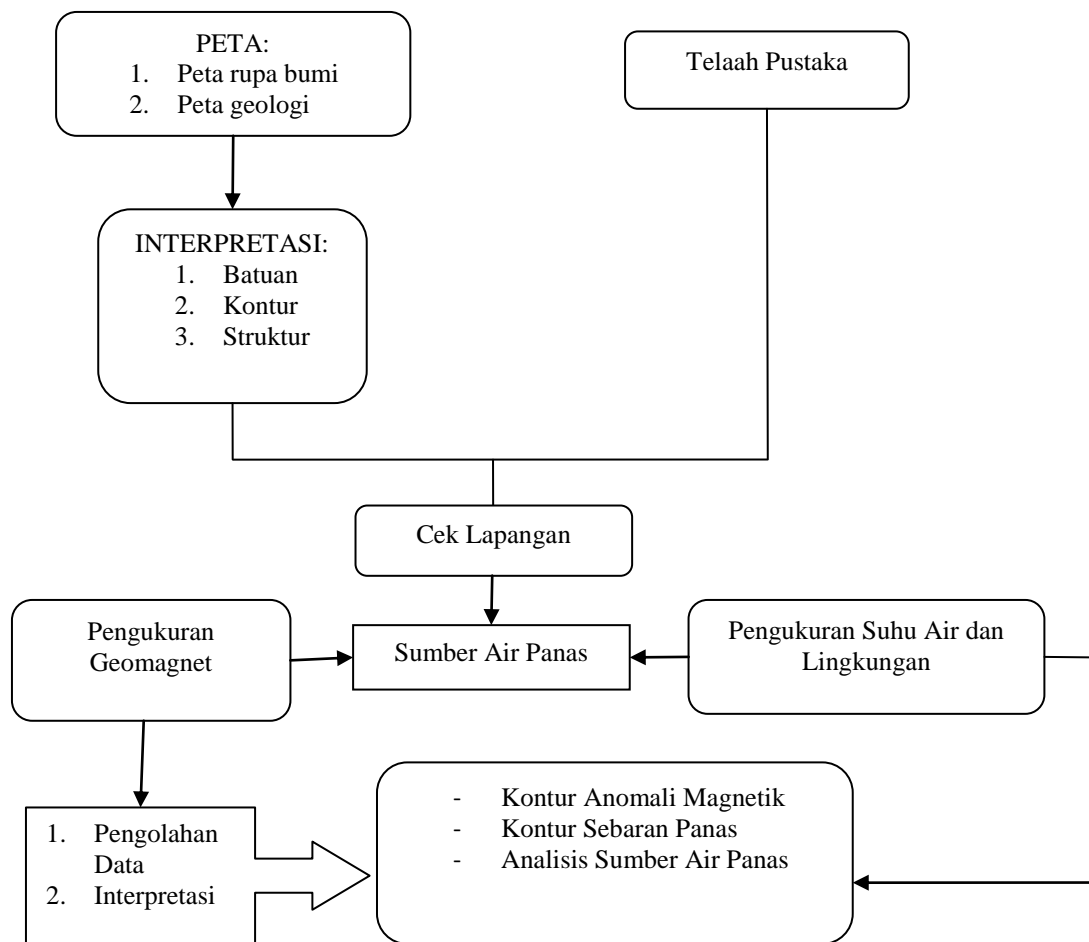 PETA:
1. Peta rupa bumi
2. Peta geologi
Telaah Pustaka
INTERPRETASI:
1. Batuan
2. Kontur
3. Struktur
Cek Lapangan
Pengukuran
Geomagnet
Sumber Air Panas
Pengukuran Suhu Air dan
Lingkungan
1. Pengolahan
Data
2. Interpretasi
- Kontur Anomali Magnetik
- Kontur Sebaran Panas
- Analisis Sumber Air Panas